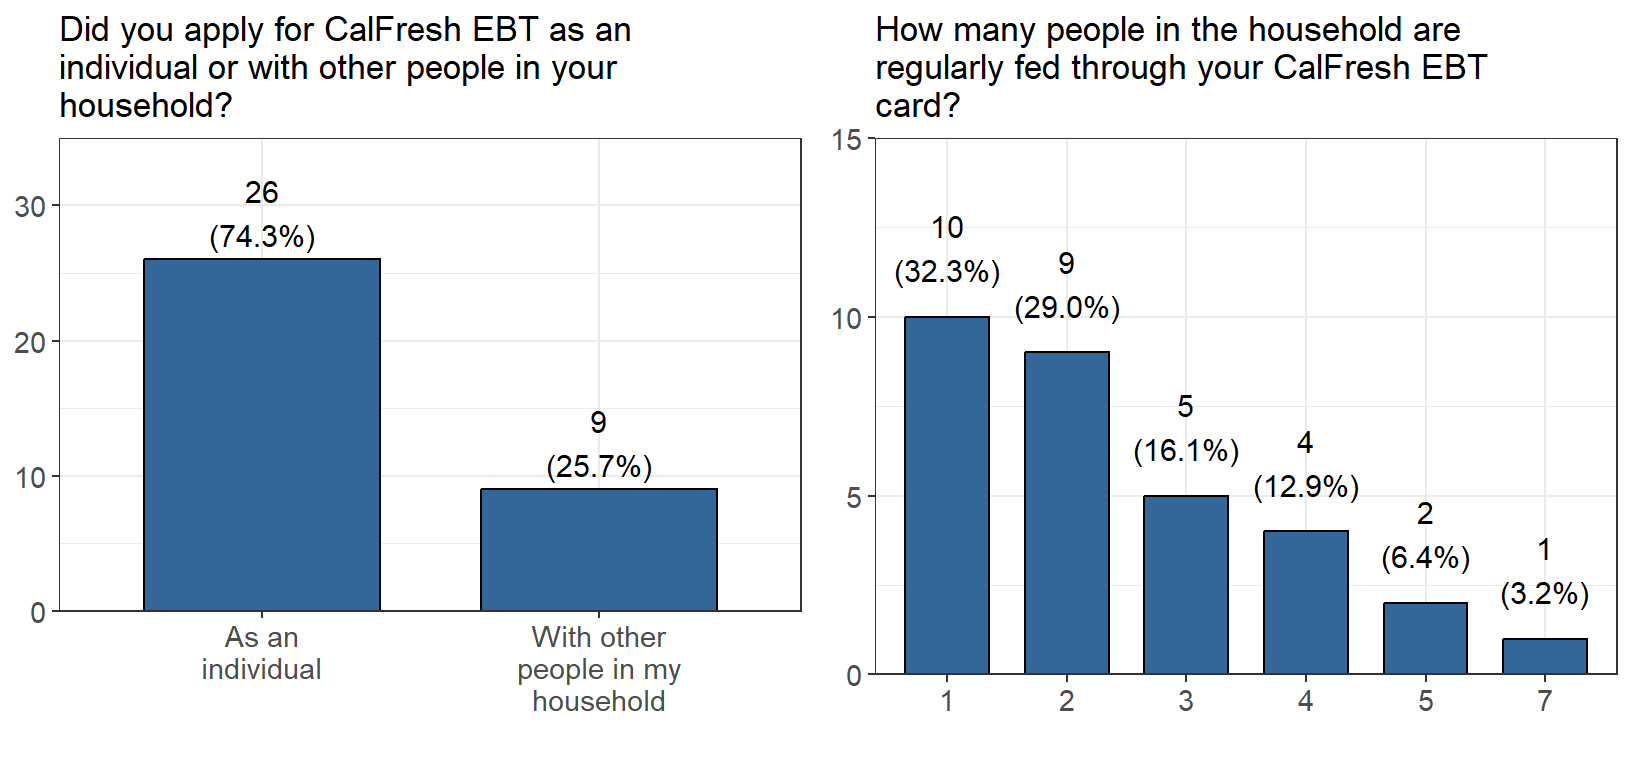 Did you apply for CalFresh EBT as an
individual or with other people in your
household?
30
20
10
0
26
(74.3%)
9
(25.7%)
As an
individual
With other
people in my
household
How many people in the household are
regularly fed through your CalFresh EBT
card?
15
10
5
0
10
(32.3%)
9
(29.0%)
5
(16.1%)
4
(12.9%)
2
(6.4%)
1
(3.2%)
1
2
3
4
5
7